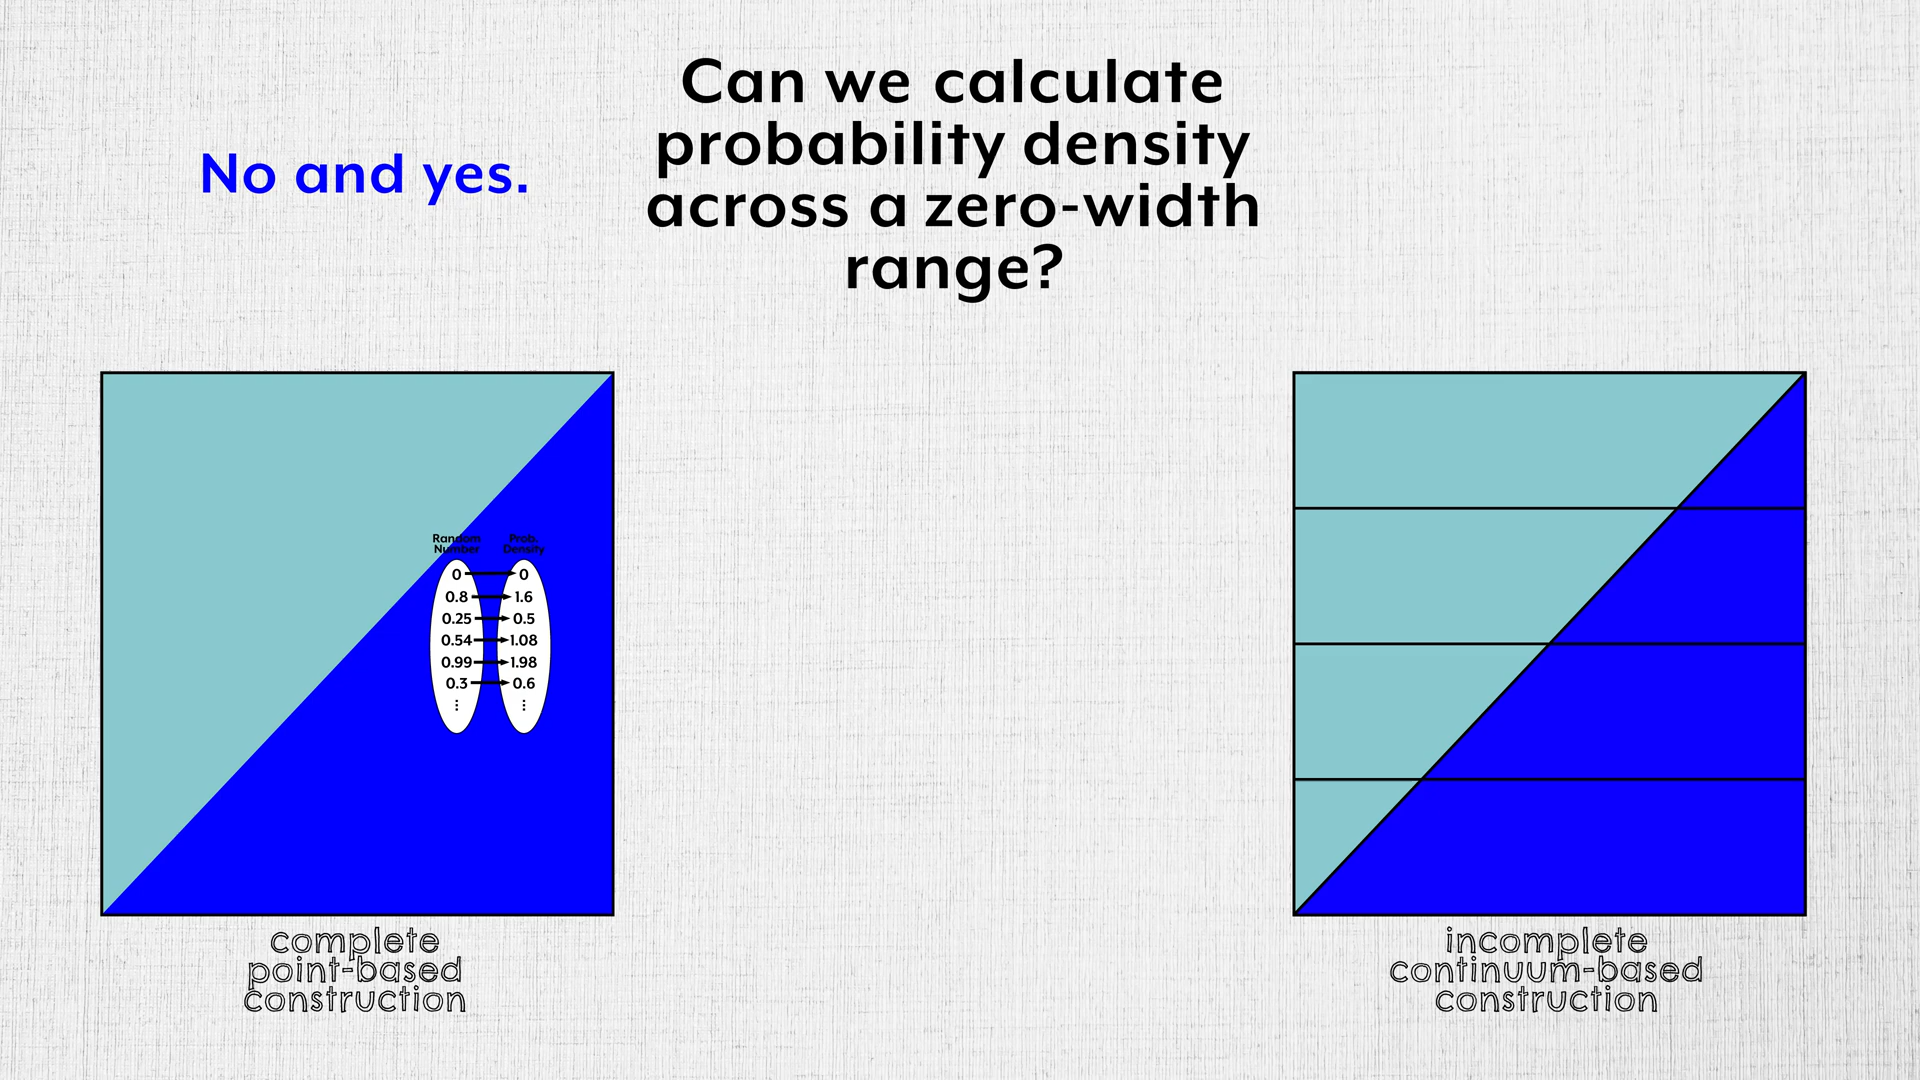 Can we calculate
probability density
across a zero-width
range?
No and yes.
Random Number
Prob. Density
0 0
0.8 1.6
0.25 0.5
0.54 1.08
0.99 1.98
0.3 0.6
⋮ ⋮
complete
point-based
construction
incomplete
continuum-based
construction